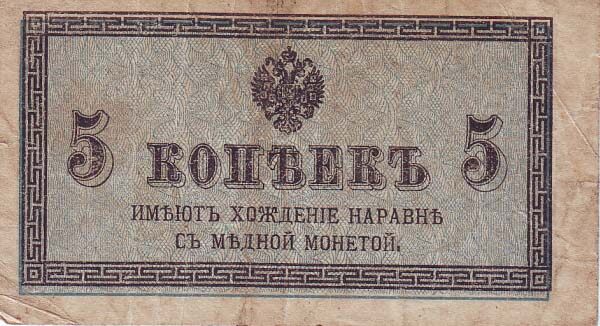 5 КОПѢЕКЪ 5
ИМѢЮТЪ ХОЖДЕНІЕ НАРАВНѢ
СЪ МѢДНОЙ МОНЕТОЙ.